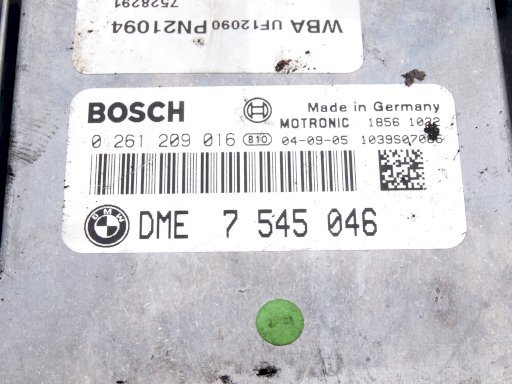 7528291
WBA UF12090 PN21094
BOSCH
Made in Germany
MOTRONIC 1856 1032
0 261 209 016 810 04-09-05
BMW DME 7 545 046